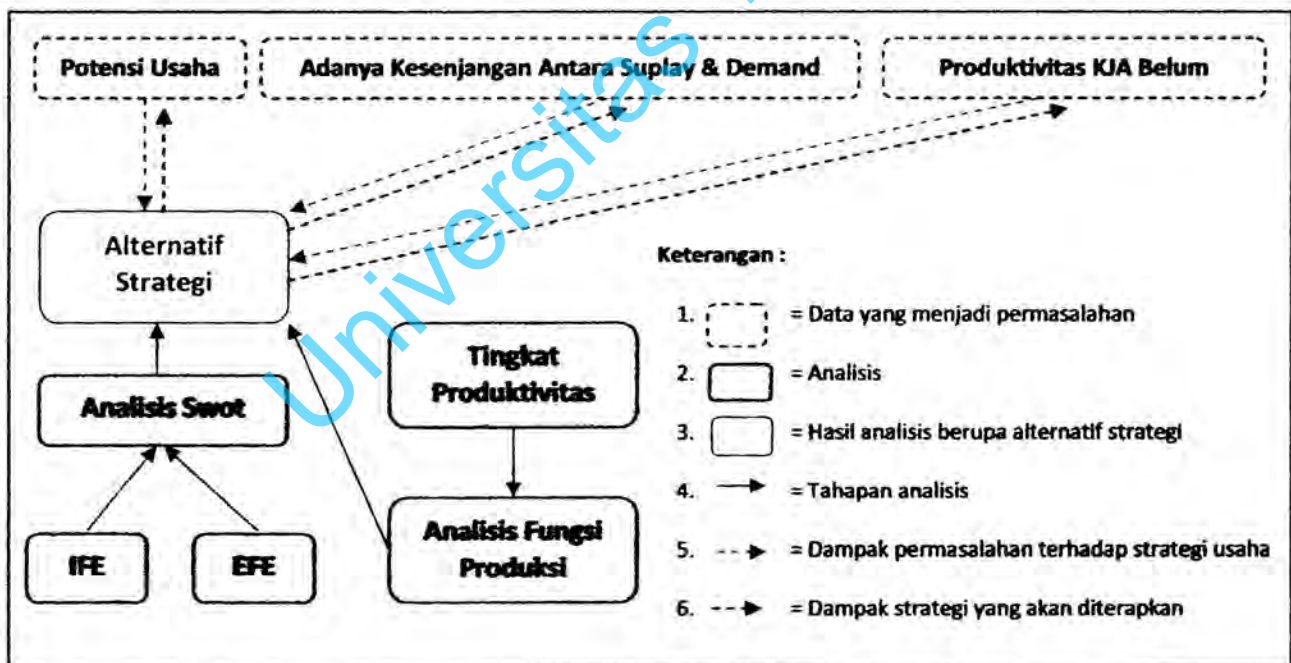 Potensi Usaha
Adanya Kesenjangan Antara Suplay & Demand
Produktivitas KJA Belum
Alternatif
Strategi
Analisis Swot
IFE
EFE
Tingkat
Produktivitas
Analisis Fungsi
Produksi
Keterangan :
1. = Data yang menjadi permasalahan
2. = Analisis
3. = Hasil analisis berupa alternatif strategi
4. = Tahapan analisis
5. = Dampak permasalahan terhadap strategi usaha
6. = Dampak strategi yang akan diterapkan
Universitas